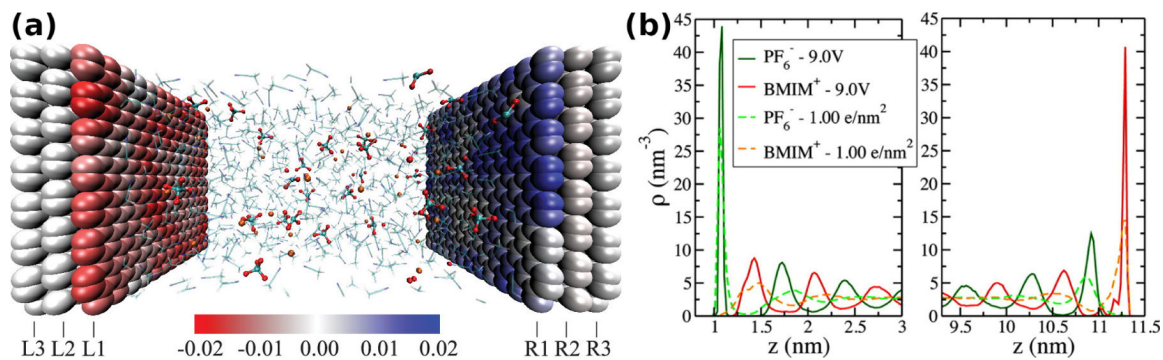 (a)
L3 L2 L1
-0.02 -0.01 0.00 0.01 0.02
R1 R2 R3
(b)
ρ (nm⁻³)
45
40
35
30
25
20
15
10
5
0
1 1.5 2 2.5 3
z (nm)
PF₆⁻ - 9.0V
BMIM⁺ - 9.0V
PF₆⁻ - 1.00 e/nm²
BMIM⁺ - 1.00 e/nm²
45
40
35
30
25
20
15
10
5
0
9.5 10 10.5 11 11.5
z (nm)